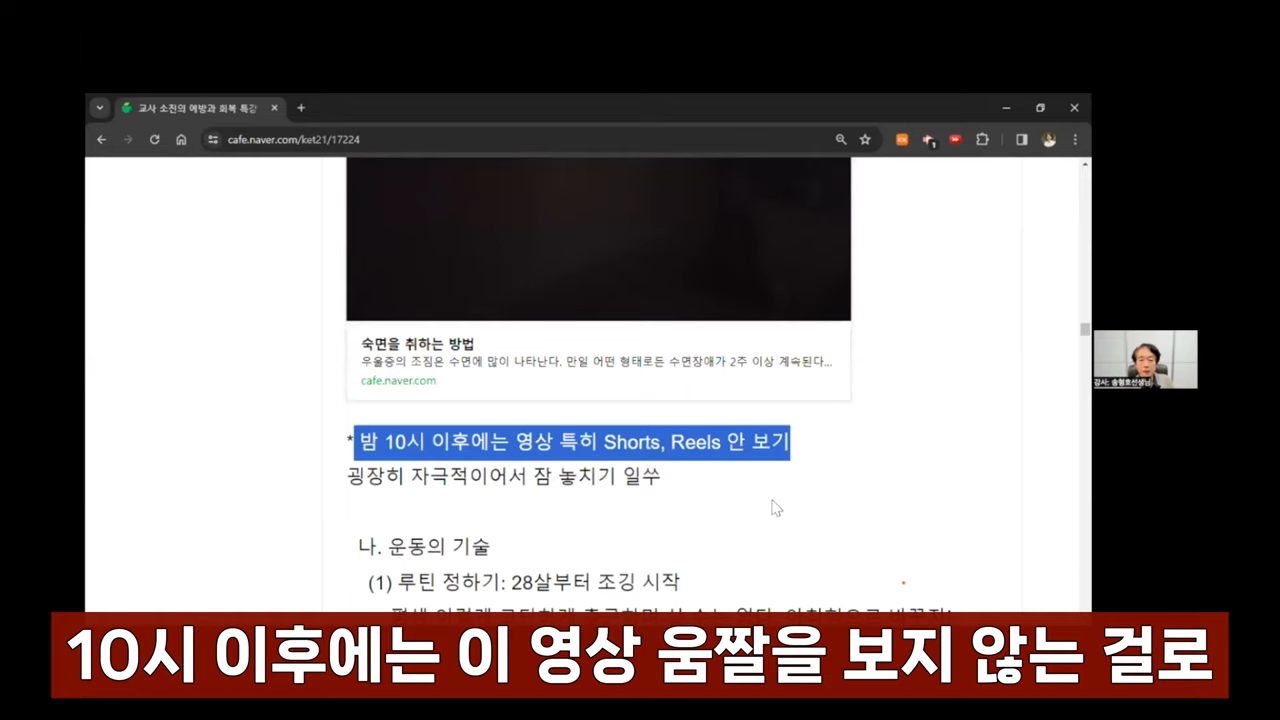 교사 소진의 예방과 회복 특강
cafe.naver.com/ket21/17224
숙면을 취하는 방법
우울증의 조짐은 수면에 많이 나타난다. 만일 어떤 형태로든 수면장애가 2주 이상 계속된다...
cafe.naver.com
* 밤 10시 이후에는 영상 특히 Shorts, Reels 안 보기
굉장히 자극적이어서 잠 놓치기 일쑤
나. 운동의 기술
(1) 루틴 정하기: 28살부터 조깅 시작
강사: 송형호선생님
10시 이후에는 이 영상 움짤을 보지 않는 걸로